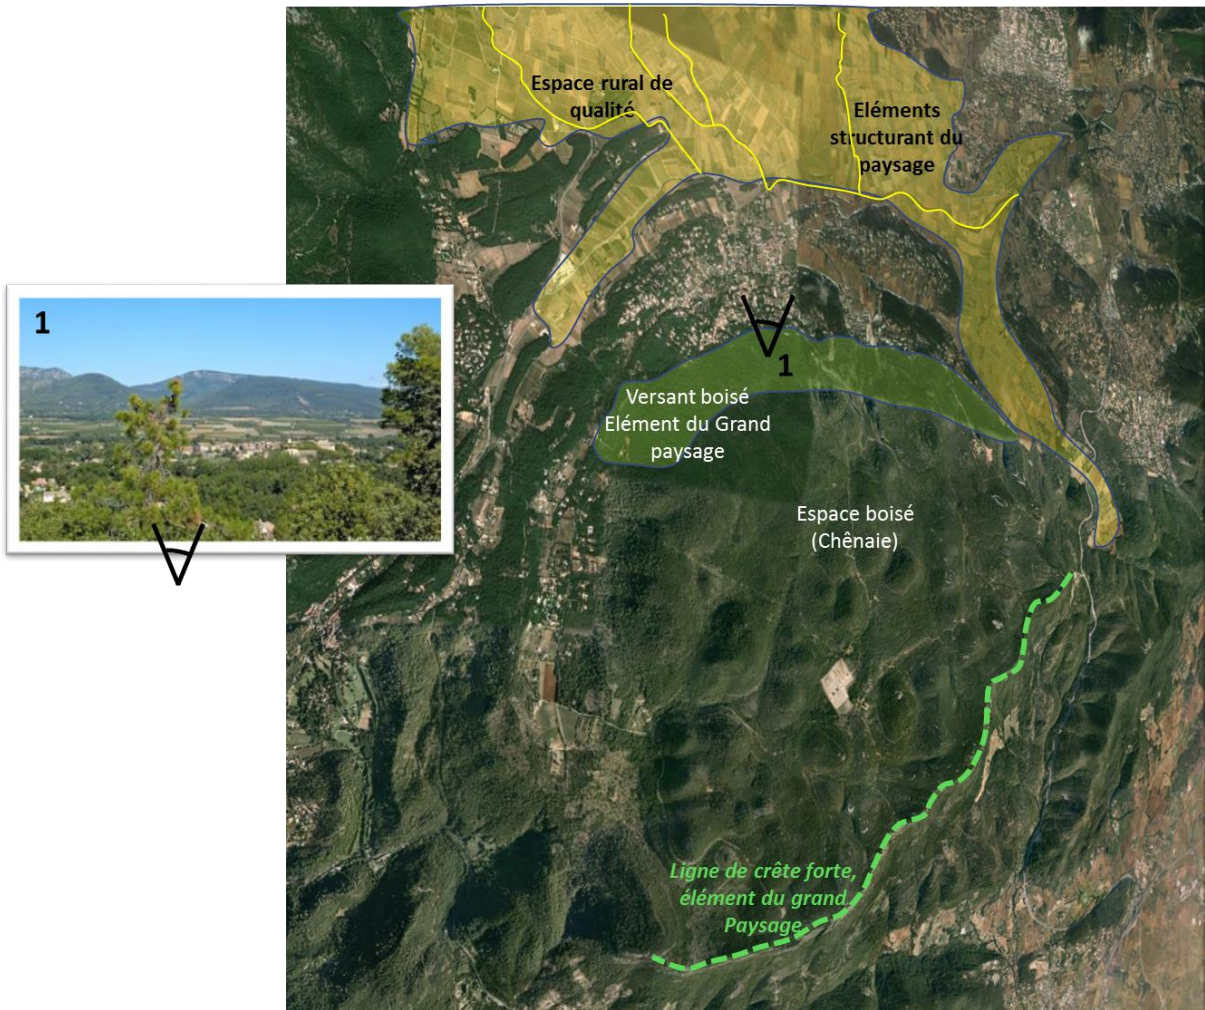 Espace rural de
qualité
Eléments
structurant du
paysage
1
1
Versant boisé
Elément du Grand
paysage
Espace boisé
(Chênaie)
Ligne de crête forte,
élément du grand
Paysage